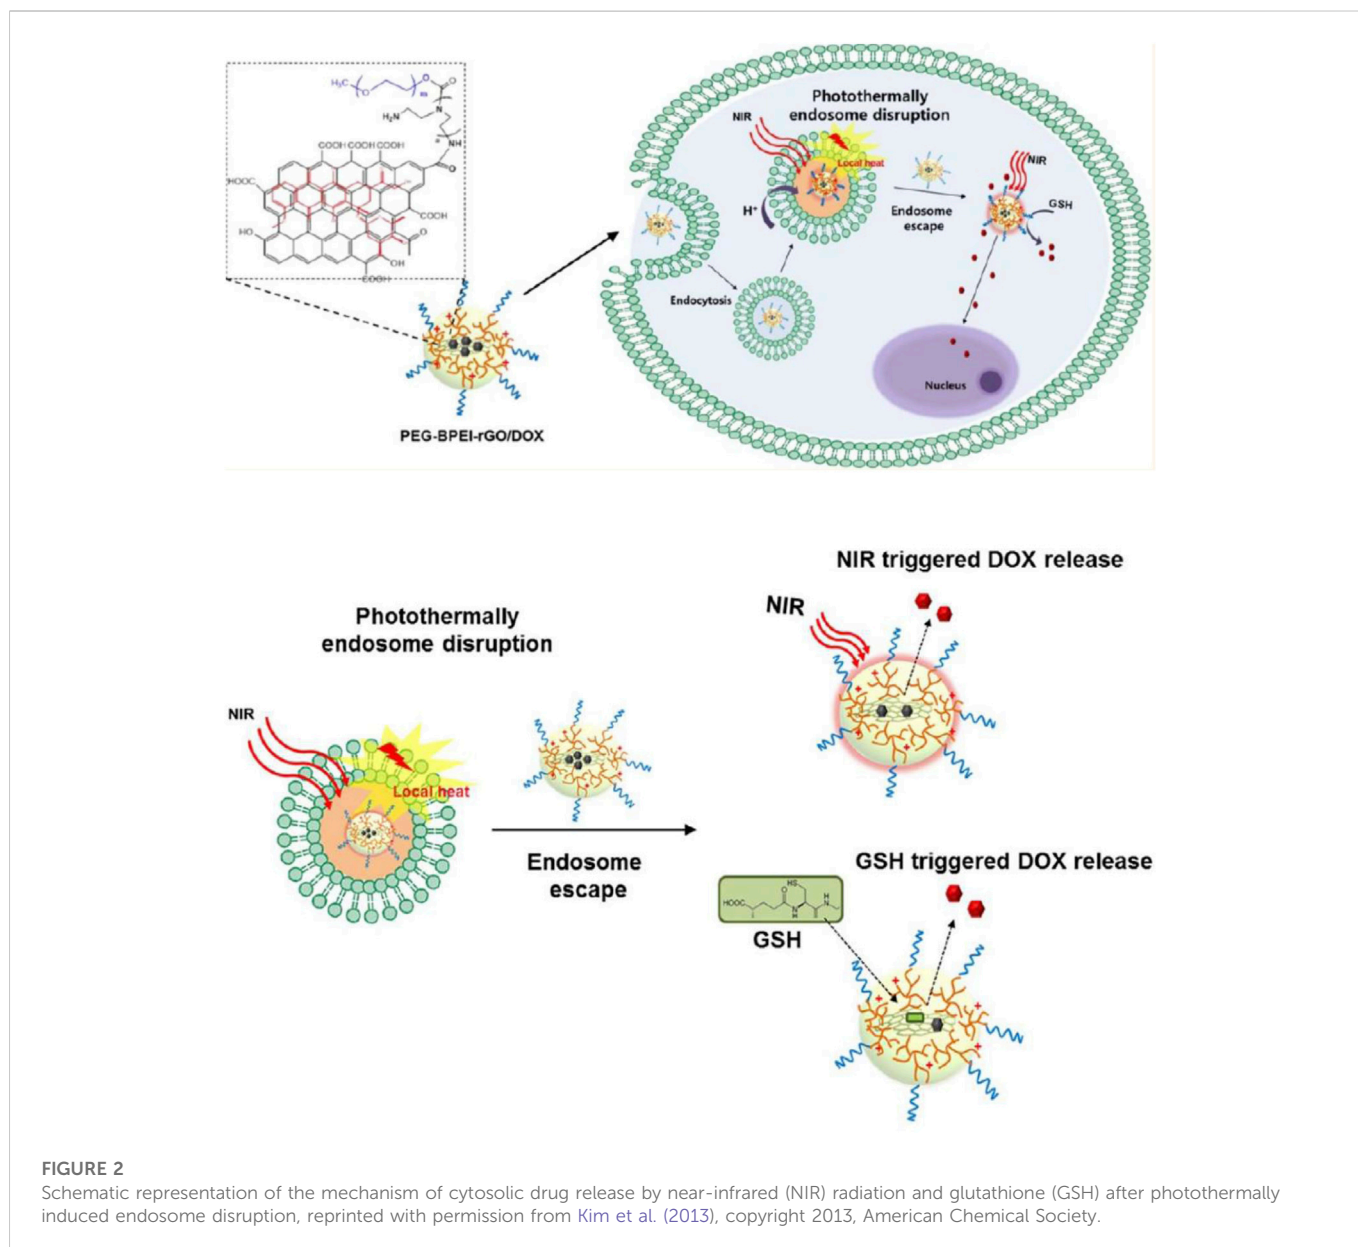 H₃C
O
m
O
O
N
H₂N
n
NH
O
COOH COOH COOH
HOOC
COOH
HO
O
OH
COOH
PEG-BPEI-rGO/DOX
Photothermally
endosome disruption
NIR
Local heat
H⁺
Endocytosis
Endosome
escape
NIR
GSH
Nucleus
Photothermally
endosome disruption
NIR
Local heat
Endosome
escape
NIR triggered DOX release
NIR
GSH triggered DOX release
HS
O
HOOC
N
H
H
N
GSH
FIGURE 2
Schematic representation of the mechanism of cytosolic drug release by near-infrared (NIR) radiation and glutathione (GSH) after photothermally
induced endosome disruption, reprinted with permission from Kim et al. (2013), copyright 2013, American Chemical Society.